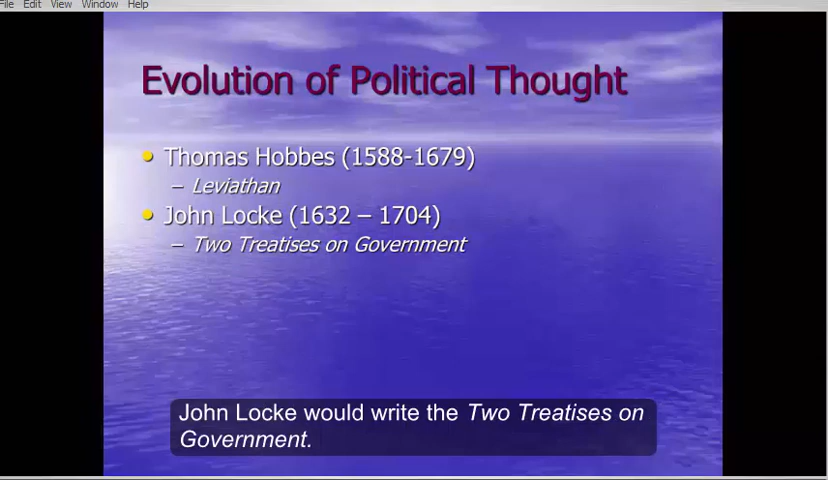 File Edit View Window Help
Evolution of Political Thought
• Thomas Hobbes (1588-1679)
– Leviathan
• John Locke (1632 – 1704)
– Two Treatises on Government
John Locke would write the Two Treatises on
Government.